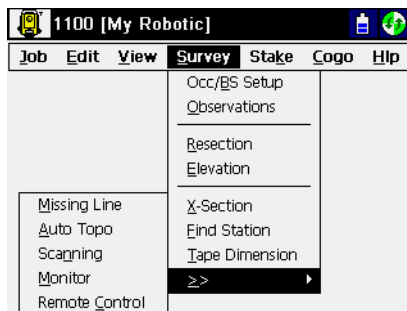 1100 [My Robotic]
Job Edit View Survey Stake Cogo Hlp
Occ/BS Setup
Observations
Resection
Elevation
X-Section
Find Station
Tape Dimension
>>
Missing Line
Auto Topo
Scanning
Monitor
Remote Control